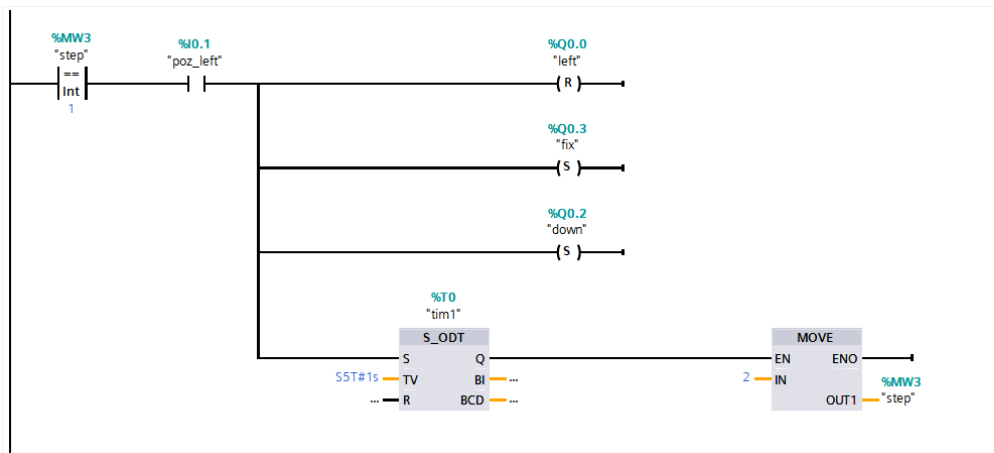 %MW3
"step"
==
Int
1
%I0.1
"poz_left"
%Q0.0
"left"
R
%Q0.3
"fix"
S
%Q0.2
"down"
S
%T0
"tim1"
S_ODT
S Q
S5T#1s TV BI ...
... R BCD ...
MOVE
EN ENO
2 IN
%MW3
OUT1 "step"